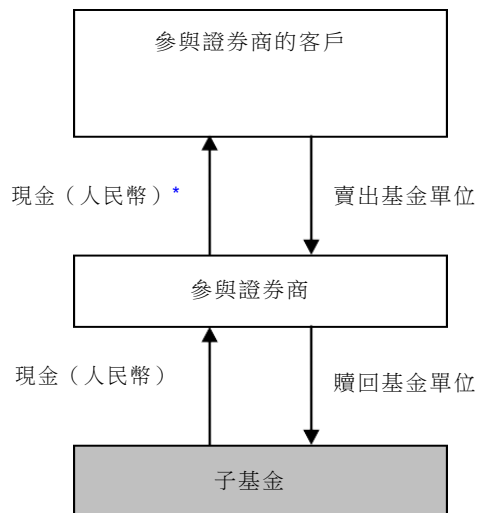 參與證券商的客戶
現金（人民幣）*
賣出基金單位
參與證券商
現金（人民幣）
贖回基金單位
子基金